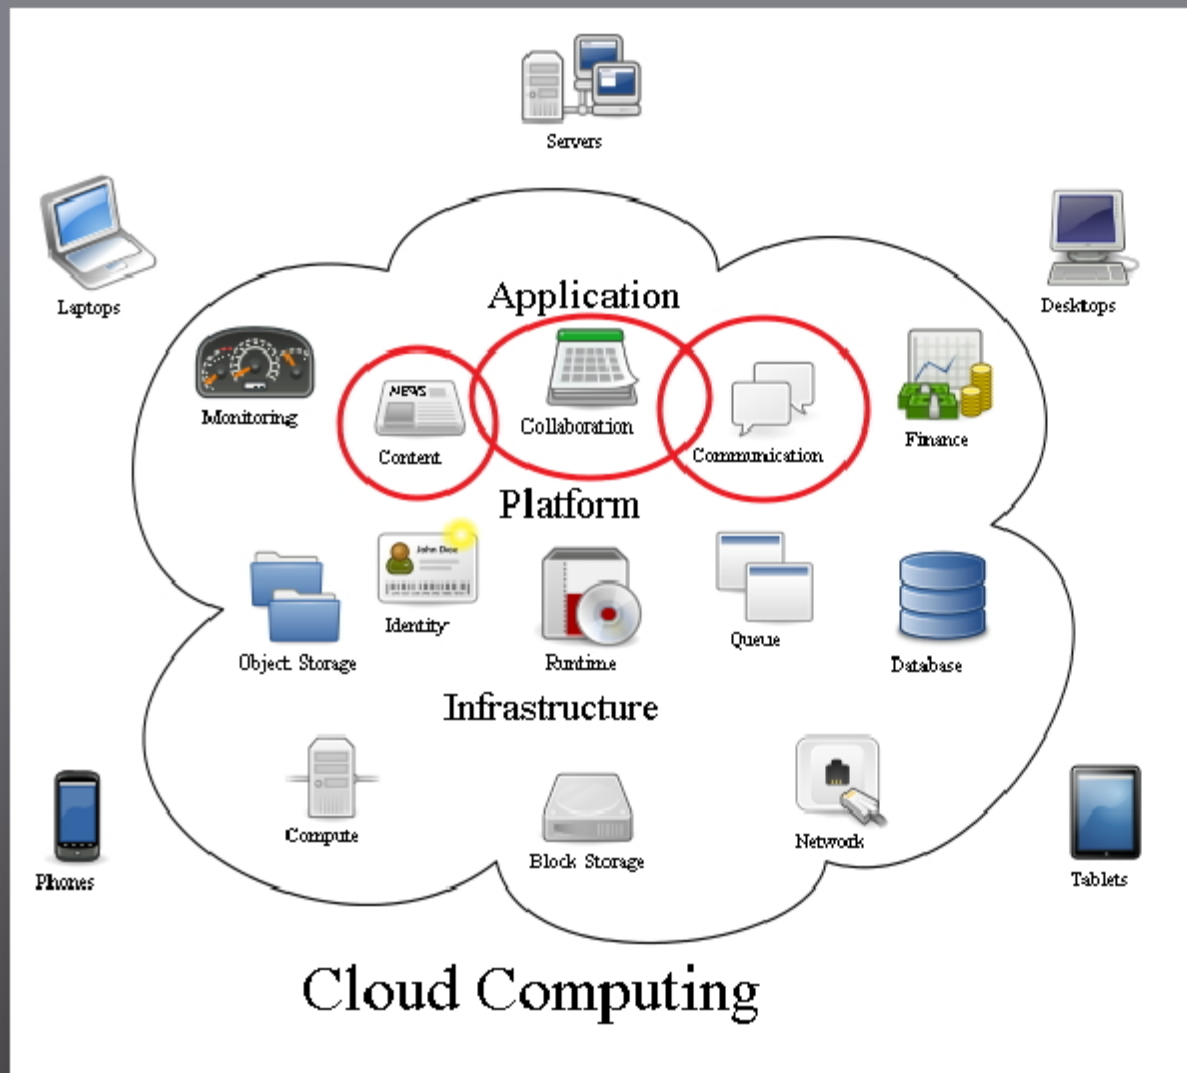 Servers
Laptops
Desktops
Application
Monitoring
NEWS
Content
Collaboration
Communication
Finance
Platform
John Doe
Object Storage
Identity
Runtime
Queue
Database
Infrastructure
Compute
Block Storage
Network
Phones
Tablets
Cloud Computing